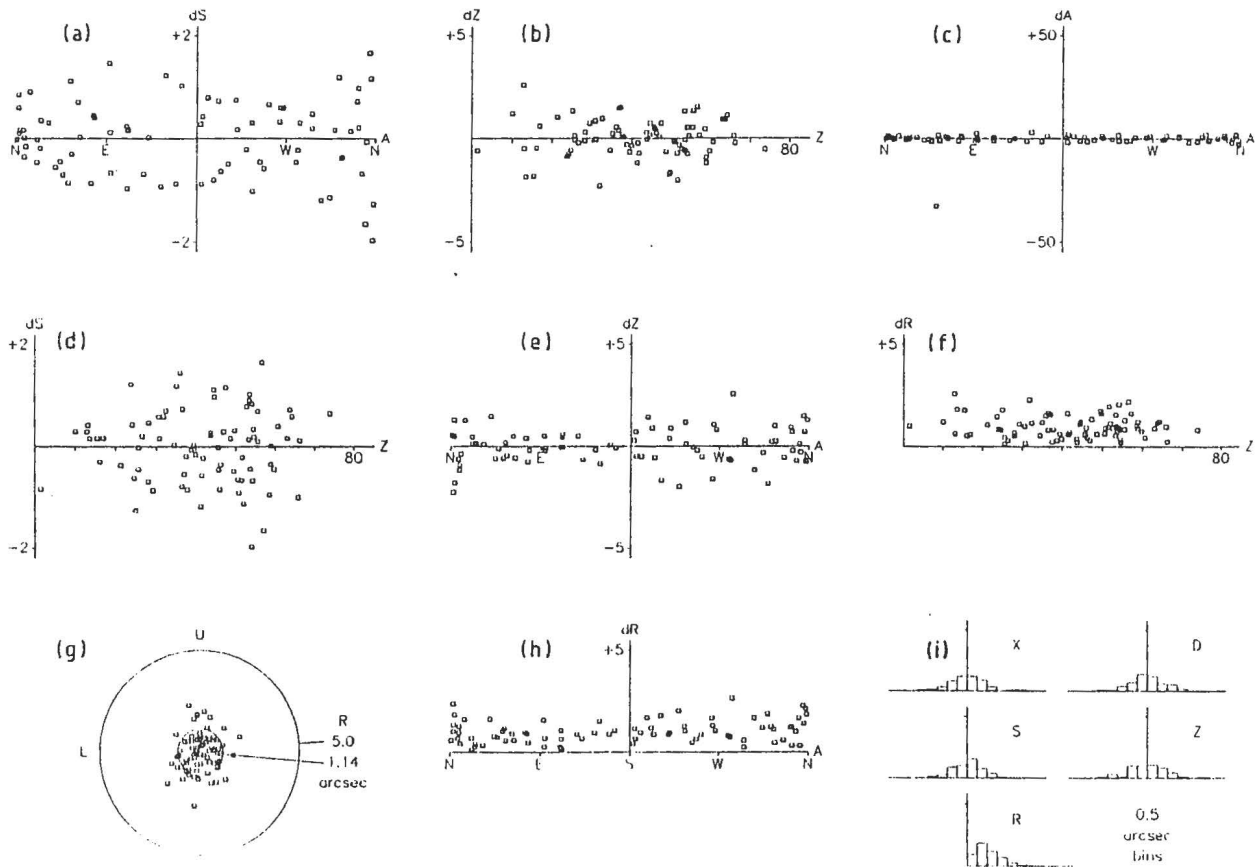 (a)
dS
+2
A
N
E
W
N
-2
(b)
dZ
+5
Z
80
-5
(c)
dA
+50
A
N
E
W
N
-50
(d)
dS
+2
Z
80
-2
(e)
dZ
+5
A
N
E
W
N
-5
(f)
dR
+5
Z
80
(g)
U
L
R
5.0
1.14
arcsec
(h)
dR
+5
A
N
E
S
W
N
(i)
X
D
S
Z
R
0.5
arcsec
bins